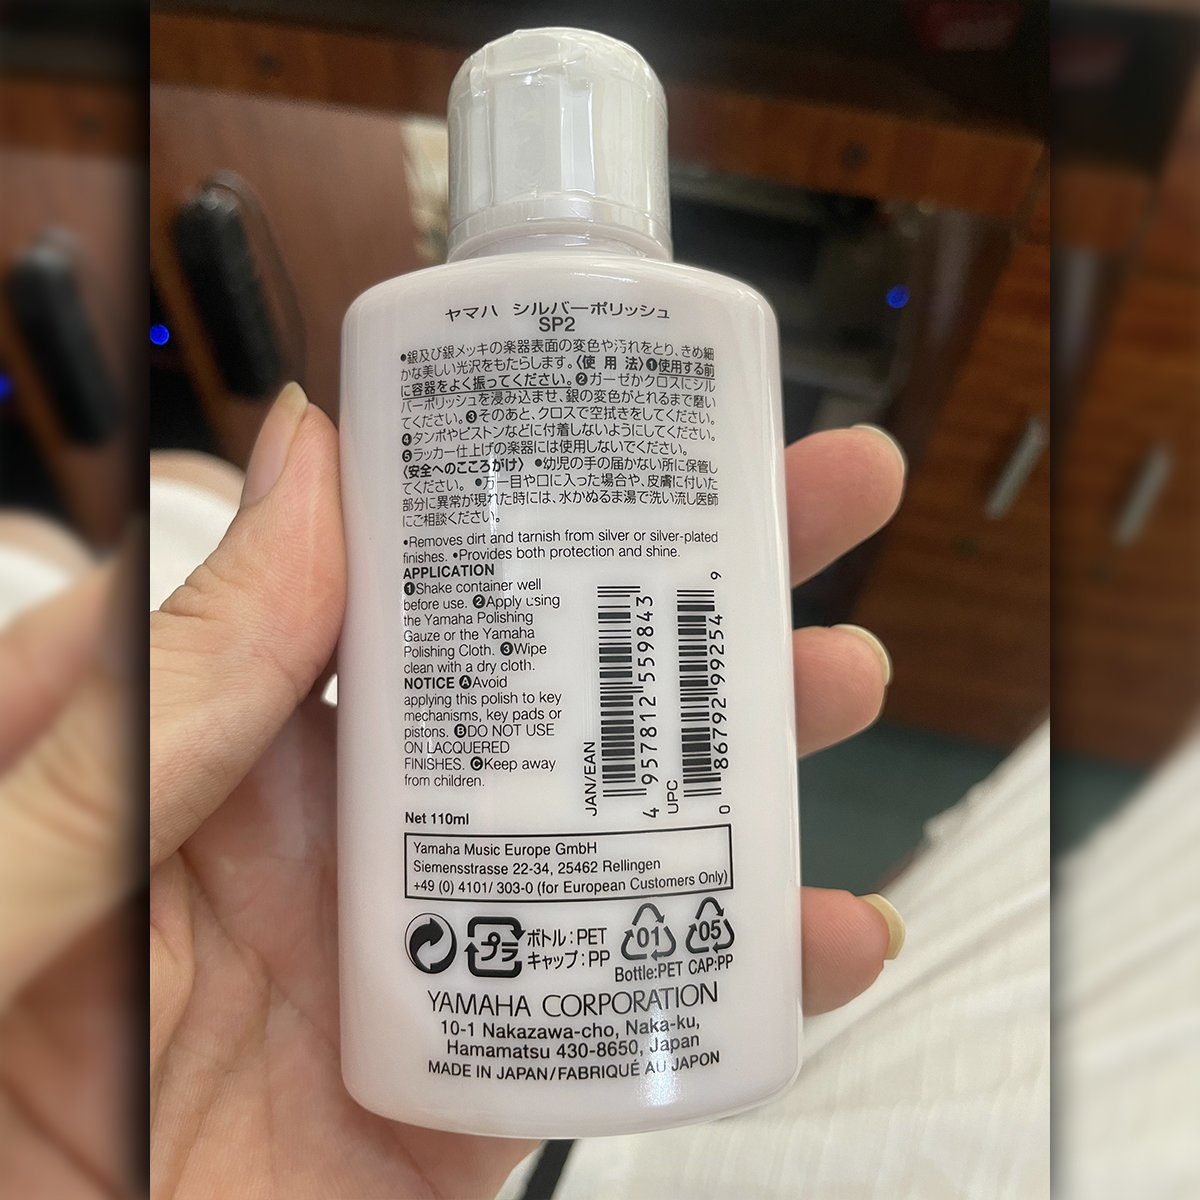 ヤマハ シルバーポリッシュ
SP2
●銀及び銀メッキの楽器表面の変色や汚れをとり、きめ細
かな美しい光沢をもたらします。〈使 用 法〉❶使用する前
に容器をよく振ってください。❷ガーゼかクロスにシル
バーポリッシュを浸み込ませ、銀の変色がとれるまで磨い
てください。❸そのあと、クロスで空拭きをしてください。
❹タンポやピストンなどに付着しないようにしてください。
❺ラッカー仕上げの楽器には使用しないでください。
〈安全へのこころがけ〉 ●幼児の手の届かない所に保管し
てください。 ●万一目や口に入った場合や、皮膚に付いた
部分に異常が現れた時には、水かぬるま湯で洗い流し医師
にご相談ください。
•Removes dirt and tarnish from silver or silver-plated
finishes. •Provides both protection and shine.
APPLICATION
❶Shake container well
before use. ❷Apply using
the Yamaha Polishing
Gauze or the Yamaha
Polishing Cloth. ❸Wipe
clean with a dry cloth.
NOTICE 🅐Avoid
applying this polish to key
mechanisms, key pads or
pistons. 🅑DO NOT USE
ON LACQUERED
FINISHES. 🅒Keep away
from children.
JAN/EAN
4 957812 559843
UPC
0 86792 99254 9
Net 110ml
Yamaha Music Europe GmbH
Siemensstrasse 22-34, 25462 Rellingen
+49 (0) 4101/ 303-0 (for European Customers Only)
プラ
ボトル:PET
キャップ:PP
01
05
Bottle:PET CAP:PP
YAMAHA CORPORATION
10-1 Nakazawa-cho, Naka-ku,
Hamamatsu 430-8650, Japan
MADE IN JAPAN/FABRIQUÉ AU JAPON